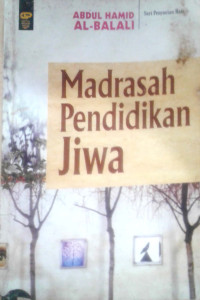 ABDUL HAMID
AL-BALALI
Madrasah
Pendidikan
Jiwa